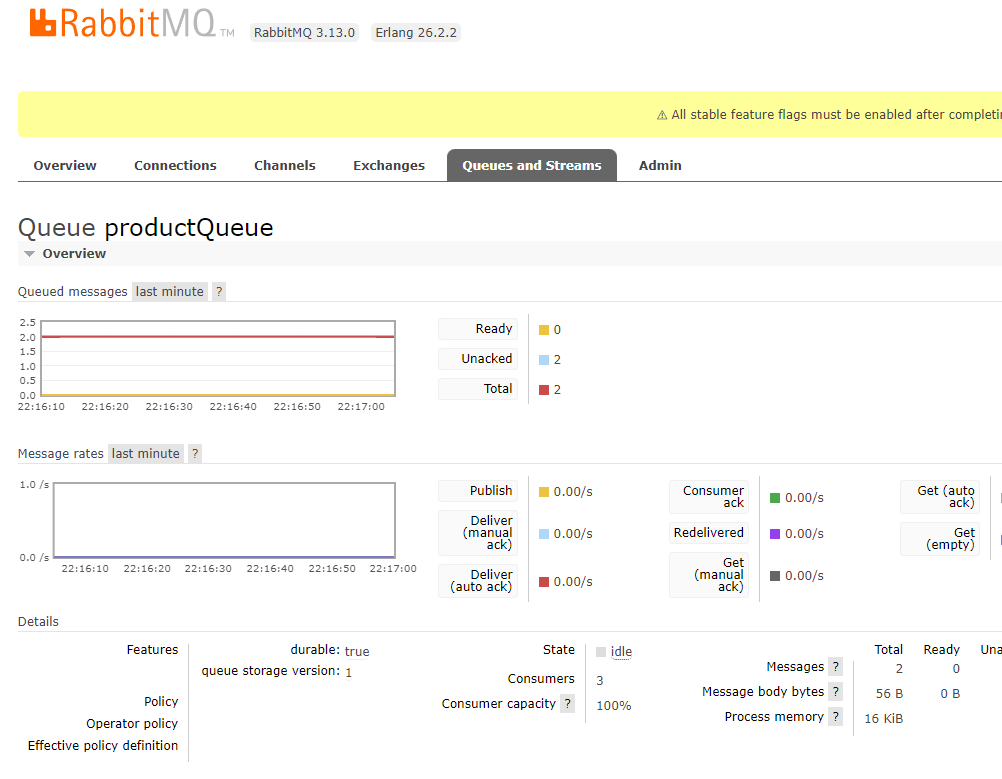 RabbitMQ TM RabbitMQ 3.13.0 Erlang 26.2.2
⚠ All stable feature flags must be enabled after completin
Overview Connections Channels Exchanges Queues and Streams Admin
Queue productQueue
Overview
Queued messages last minute ?
2.5
2.0
1.5
1.0
0.5
0.0
22:16:10 22:16:20 22:16:30 22:16:40 22:16:50 22:17:00
Ready 0
Unacked 2
Total 2
Message rates last minute ?
1.0 /s
0.0 /s
22:16:10 22:16:20 22:16:30 22:16:40 22:16:50 22:17:00
Publish 0.00/s
Deliver
(manual 0.00/s
ack)
Deliver
(auto ack) 0.00/s
Consumer
ack 0.00/s
Redelivered 0.00/s
Get
(manual 0.00/s
ack)
Get (auto
ack)
Get
(empty)
Details
Features durable: true
queue storage version: 1
Policy
Operator policy
Effective policy definition
State idle
Consumers 3
Consumer capacity ? 100%
Total Ready Una
Messages ? 2 0
Message body bytes ? 56 B 0 B
Process memory ? 16 KiB